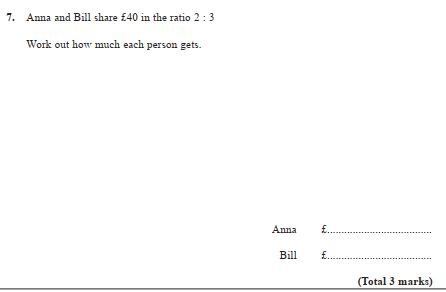 7. Anna and Bill share £40 in the ratio 2 : 3
Work out how much each person gets.
Anna £.....................................
Bill £.....................................
(Total 3 marks)